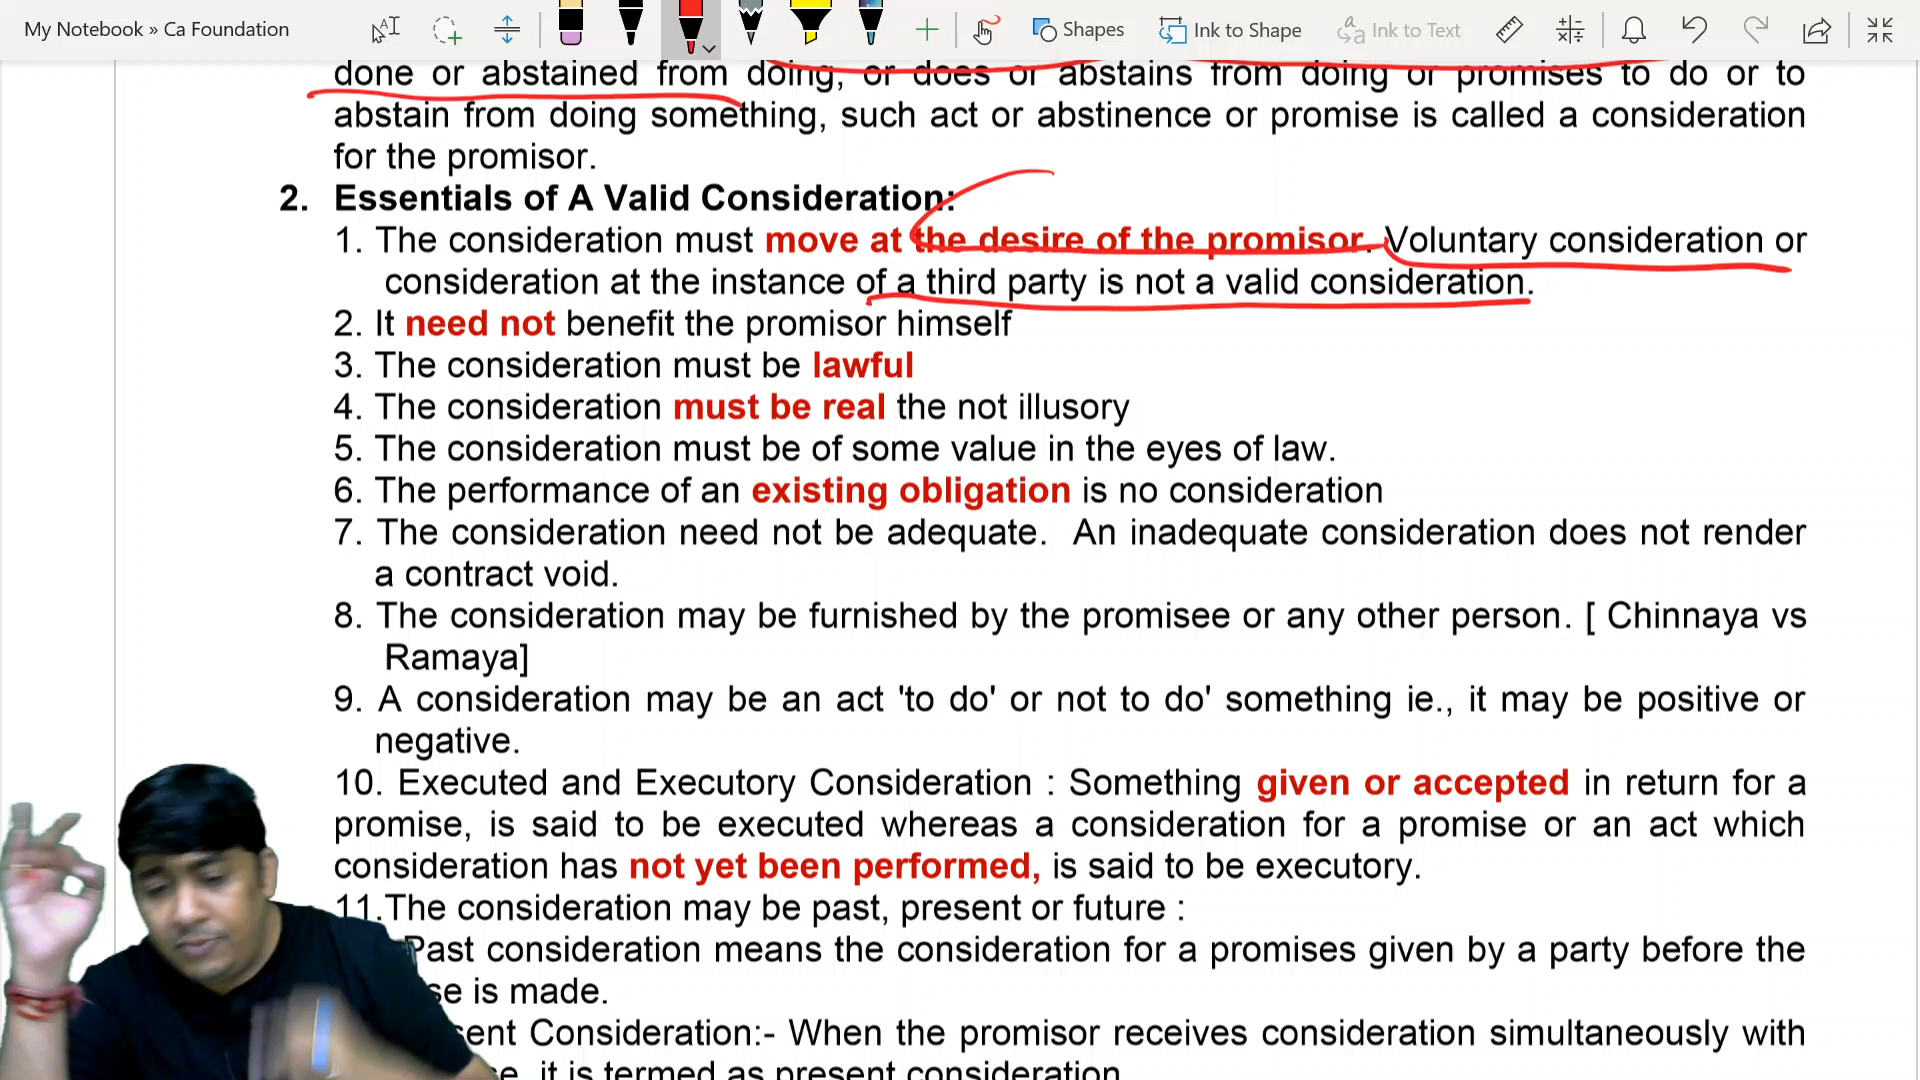 My Notebook » Ca Foundation
Shapes
Ink to Shape
Ink to Text
done or abstained from doing, or does or abstains from doing or promises to do or to
abstain from doing something, such act or abstinence or promise is called a consideration
for the promisor.
2. Essentials of A Valid Consideration:
1. The consideration must move at the desire of the promisor. Voluntary consideration or
consideration at the instance of a third party is not a valid consideration.
2. It need not benefit the promisor himself
3. The consideration must be lawful
4. The consideration must be real the not illusory
5. The consideration must be of some value in the eyes of law.
6. The performance of an existing obligation is no consideration
7. The consideration need not be adequate. An inadequate consideration does not render
a contract void.
8. The consideration may be furnished by the promisee or any other person. [ Chinnaya vs
Ramaya]
9. A consideration may be an act 'to do' or not to do' something ie., it may be positive or
negative.
10. Executed and Executory Consideration : Something given or accepted in return for a
promise, is said to be executed whereas a consideration for a promise or an act which
consideration has not yet been performed, is said to be executory.
11.The consideration may be past, present or future :
Past consideration means the consideration for a promises given by a party before the
se is made.
sent Consideration:- When the promisor receives consideration simultaneously with
e, it is termed as present consideration